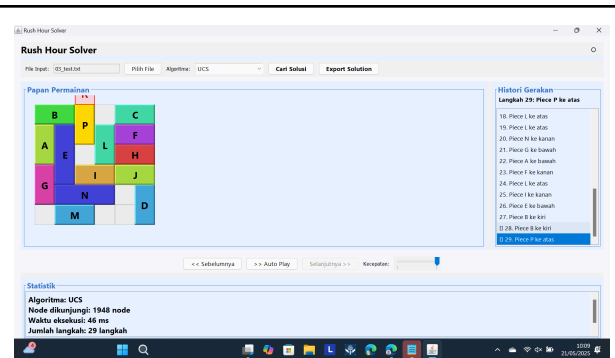 Rush Hour Solver
Rush Hour Solver
File Input: 03_test.txt Pilih File Algoritma: UCS Cari Solusi Export Solution
Papan Permainan
K
B C
P
F
A L
E H
I J
G
N
D
M
Histori Gerakan
Langkah 29: Piece P ke atas
18. Piece L ke atas
19. Piece L ke atas
20. Piece N ke kanan
21. Piece G ke bawah
22. Piece A ke bawah
23. Piece F ke kanan
24. Piece L ke atas
25. Piece I ke kanan
26. Piece E ke bawah
27. Piece B ke kiri
28. Piece B ke kiri
29. Piece P ke atas
<< Sebelumnya >> Auto Play Selanjutnya >> Kecepatan:
Statistik
Algoritma: UCS
Node dikunjungi: 1948 node
Waktu eksekusi: 46 ms
Jumlah langkah: 29 langkah
10:09
21/05/2025